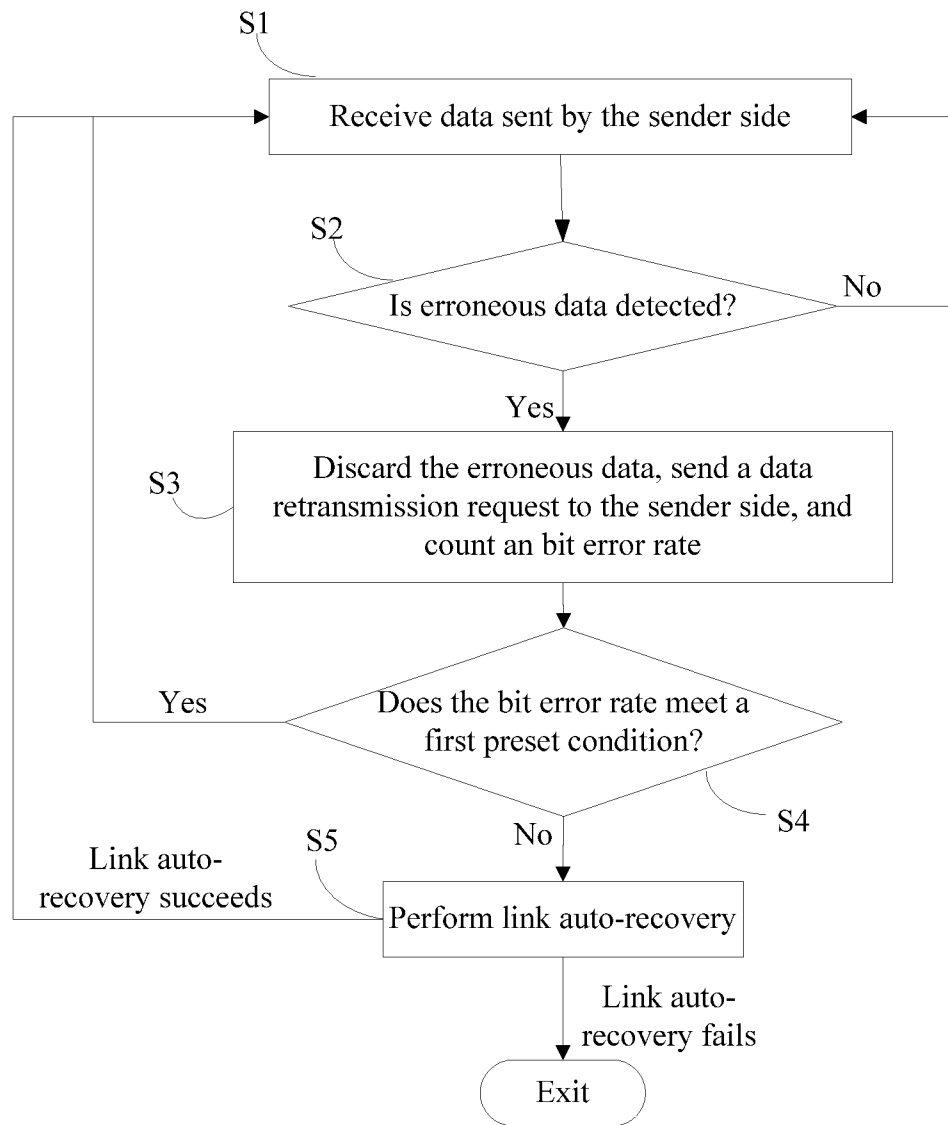 S1
Receive data sent by the sender side
S2
Is erroneous data detected?
No
Yes
S3
Discard the erroneous data, send a data
retransmission request to the sender side, and
count an bit error rate
Yes
Does the bit error rate meet a
first preset condition?
S4
No
S5
Link auto-
recovery succeeds
Perform link auto-recovery
Link auto-
recovery fails
Exit